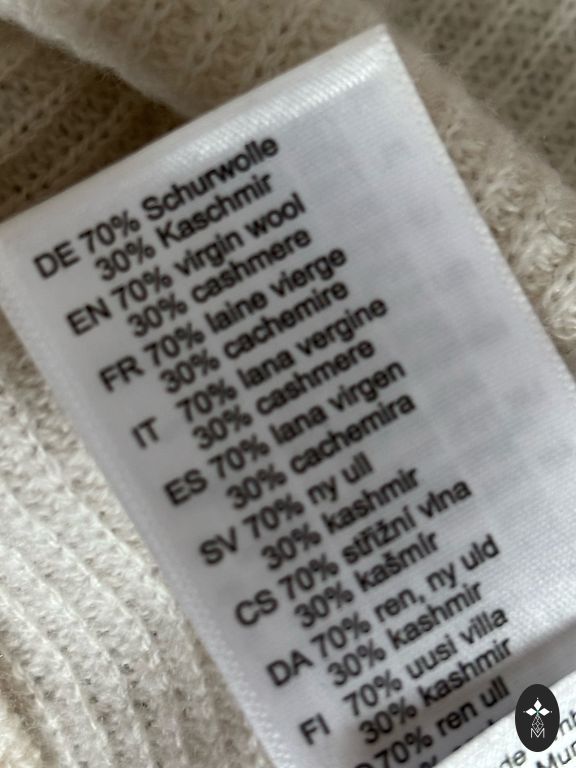 DE 70% Schurwolle
30% Kaschmir
EN 70% virgin wool
30% cashmere
FR 70% laine vierge
30% cachemire
IT 70% lana vergine
30% cashmere
ES 70% lana virgen
30% cachemira
SV 70% ny ull
30% kashmir
CS 70% střižní vlna
30% kašmír
DA 70% ren, ny uld
30% kashmir
FI 70% uusi villa
30% kashmir
70% ren ull
M